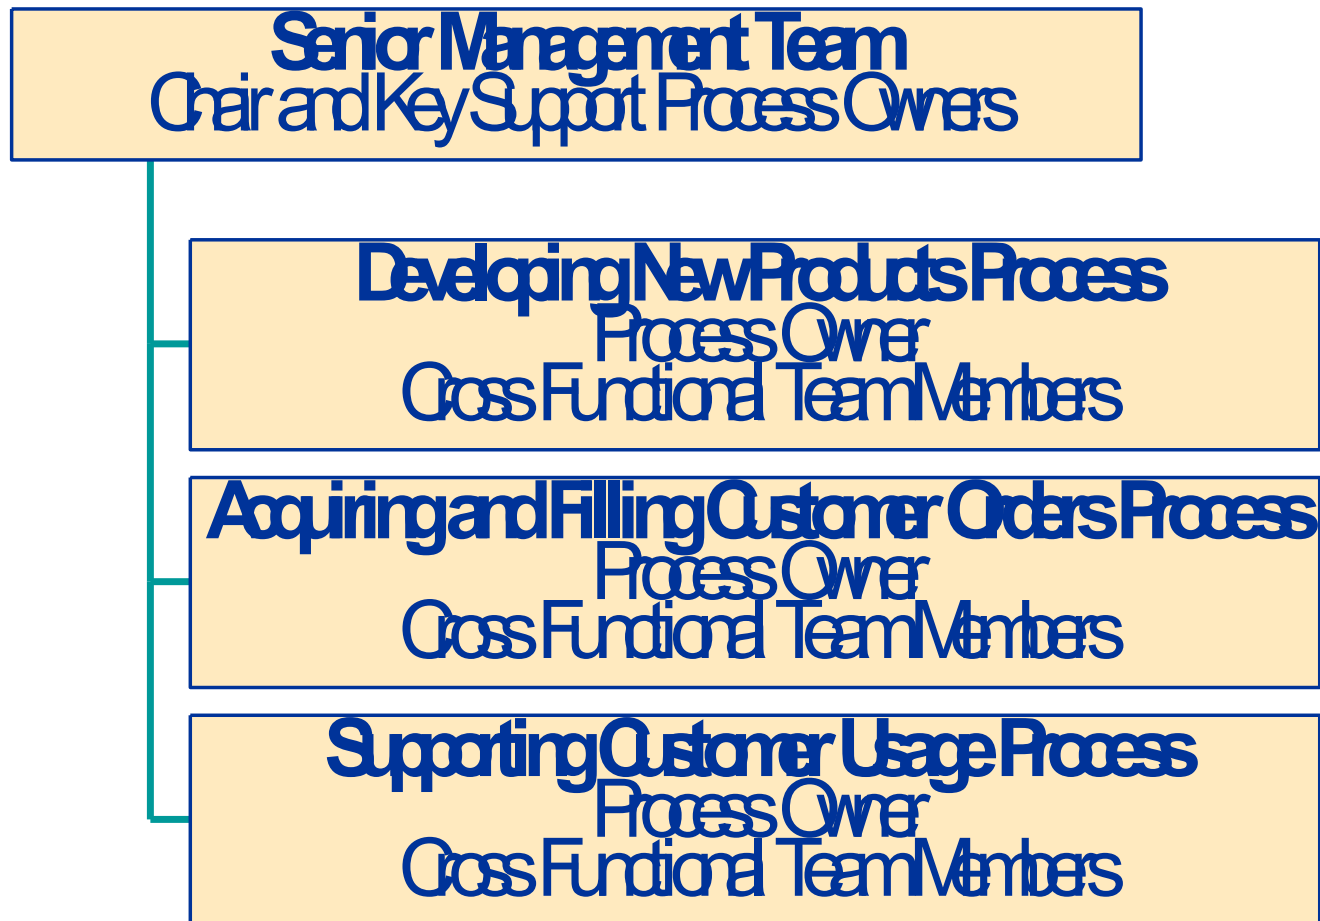 Senior Management Team
Chair and Key Support Process Owners
Developing New Products Process
Process Owner
Cross Functional Team Members
Acquiring and Filling Customer Orders Process
Process Owner
Cross Functional Team Members
Supporting Customer Usage Process
Process Owner
Cross Functional Team Members